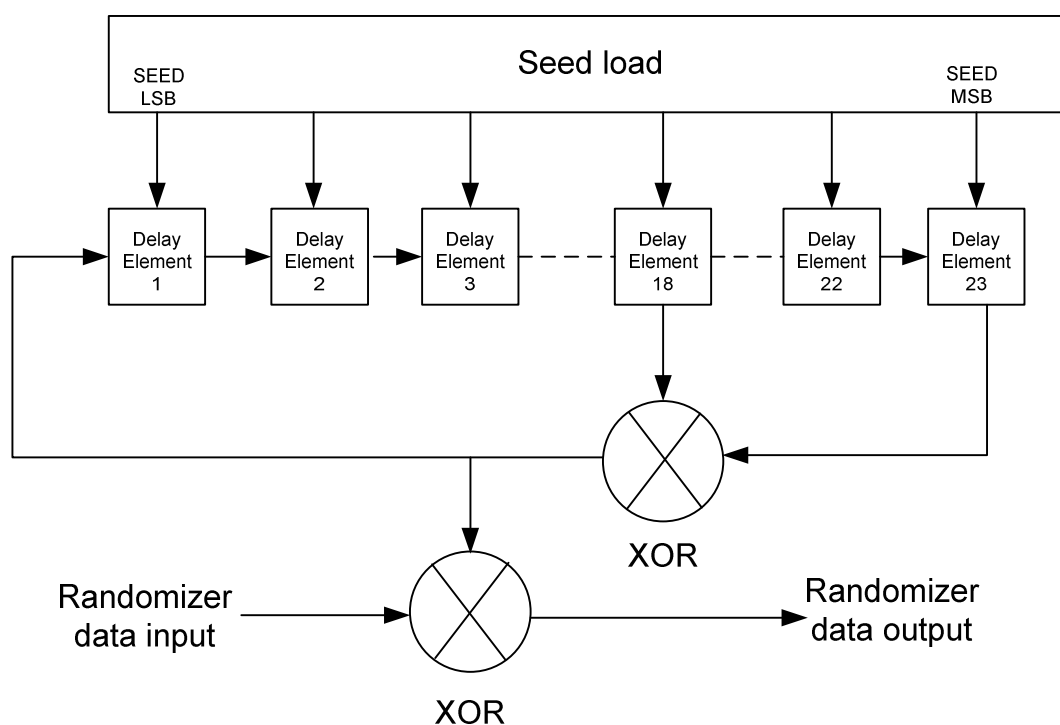 Seed load
SEED
LSB
SEED
MSB
Delay
Element
1
Delay
Element
2
Delay
Element
3
Delay
Element
18
Delay
Element
22
Delay
Element
23
XOR
Randomizer
data input
Randomizer
data output
XOR